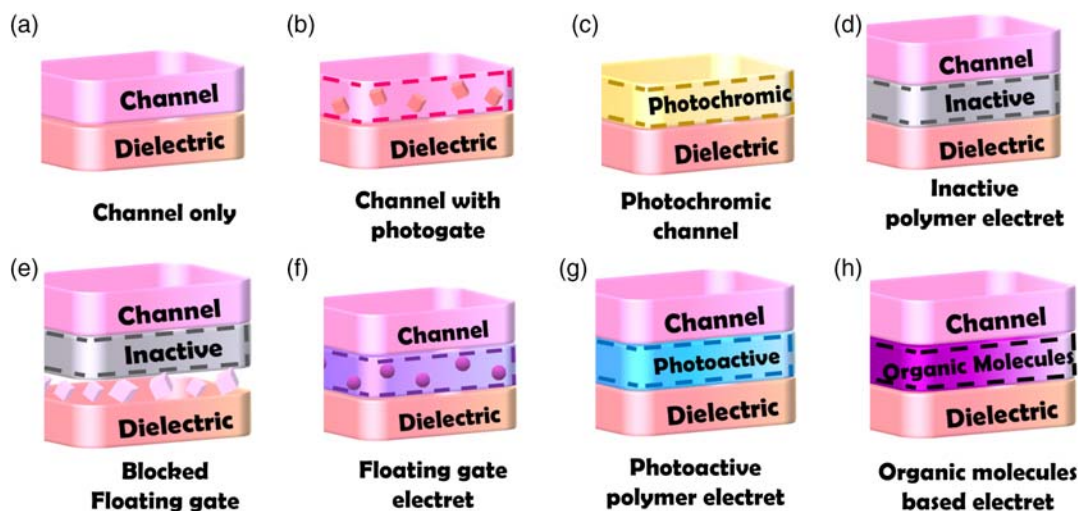 (a)
Channel
Dielectric
Channel only
(b)
Dielectric
Channel with
photogate
(c)
Photochromic
Dielectric
Photochromic
channel
(d)
Channel
Inactive
Dielectric
Inactive
polymer electret
(e)
Channel
Inactive
Dielectric
Blocked
Floating gate
(f)
Channel
Dielectric
Floating gate
electret
(g)
Channel
Photoactive
Dielectric
Photoactive
polymer electret
(h)
Channel
Organic Molecules
Dielectric
Organic molecules
based electret